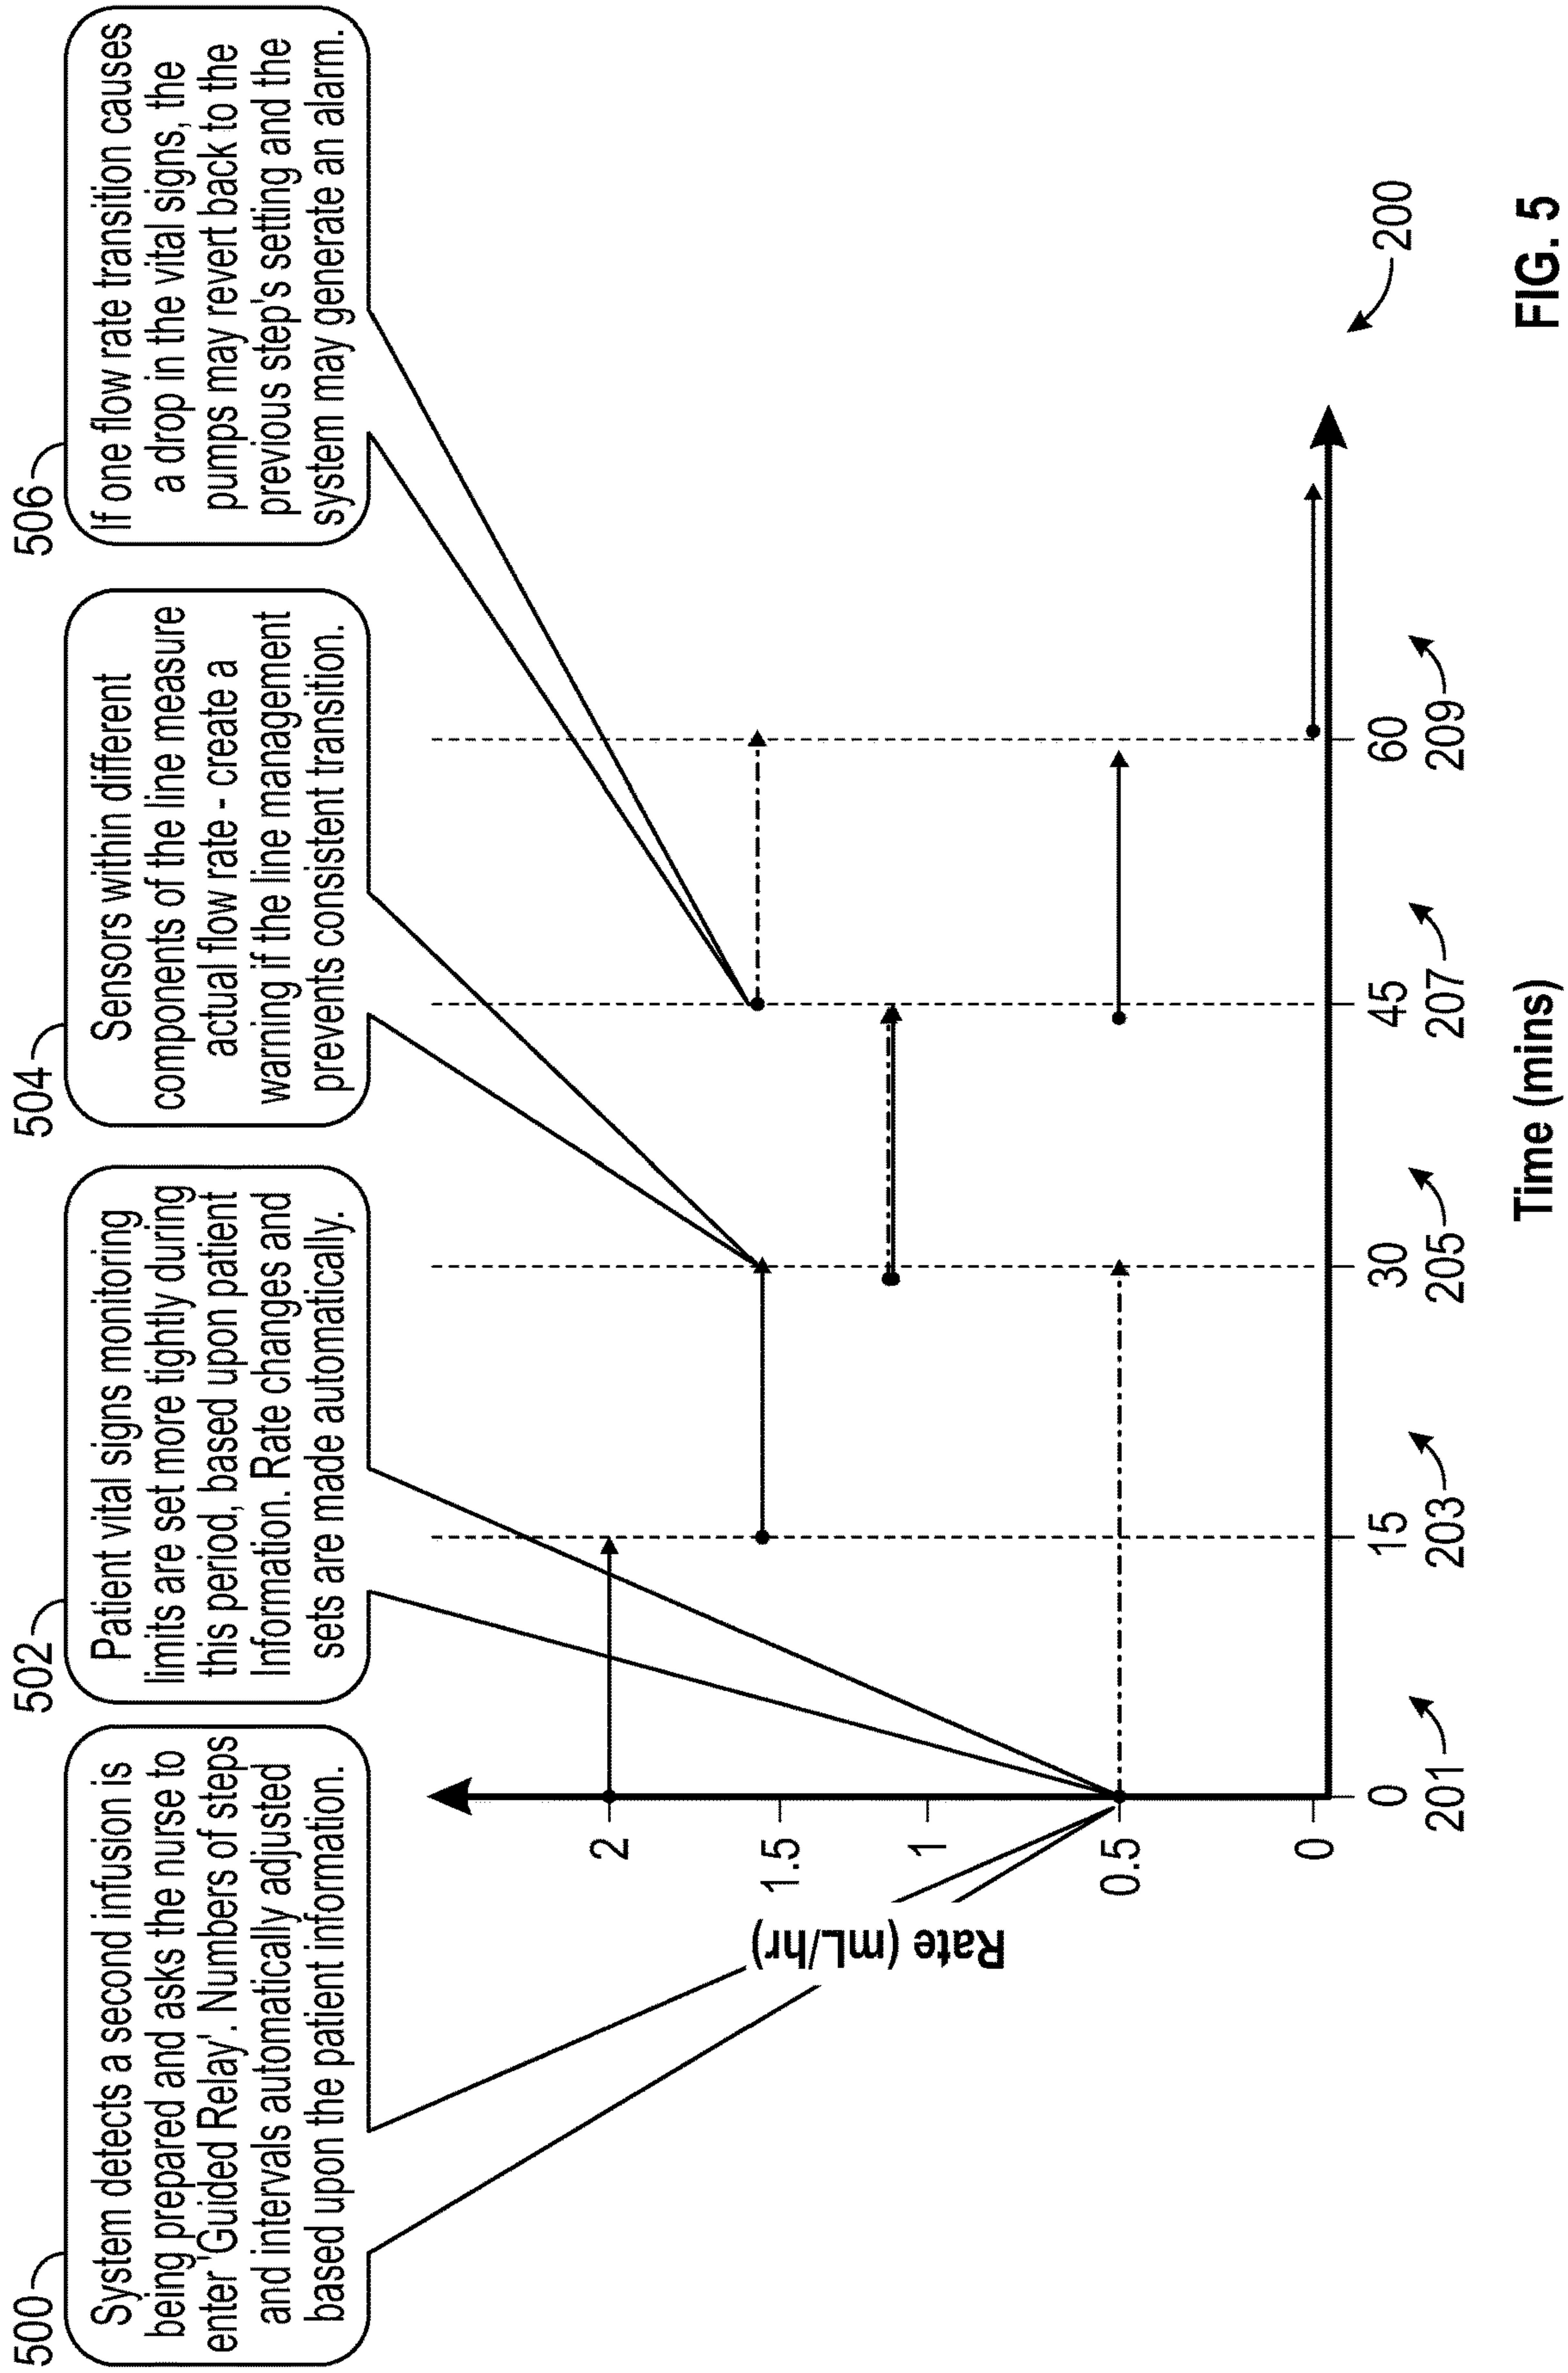 500
System detects a second infusion is
being prepared and asks the nurse to
enter 'Guided Relay'. Numbers of steps
and intervals automatically adjusted
based upon the patient information.
502
Patient vital signs monitoring
limits are set more tightly during
this period, based upon patient
Information. Rate changes and
sets are made automatically.
504
Sensors within different
components of the line measure
actual flow rate - create a
warning if the line management
prevents consistent transition.
506
If one flow rate transition causes
a drop in the vital signs, the
pumps may revert back to the
previous step's setting and the
system may generate an alarm.
Rate (mL/hr)
2
1.5
1
0.5
0
0
15
30
45
60
201
203
205
207
209
200
Time (mins)
FIG. 5